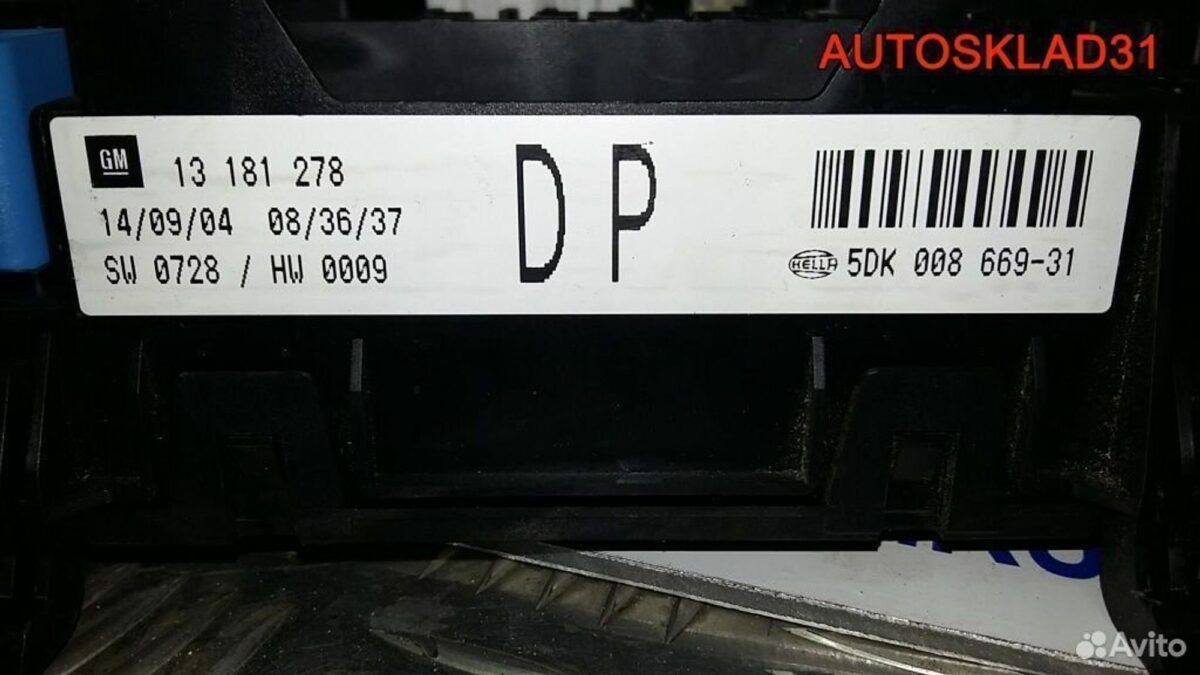 AUTOSKLAD31
GM 13 181 278
14/09/04 08/36/37
SW 0728 / HW 0009
DP
HELLA 5DK 008 669-31
Avito